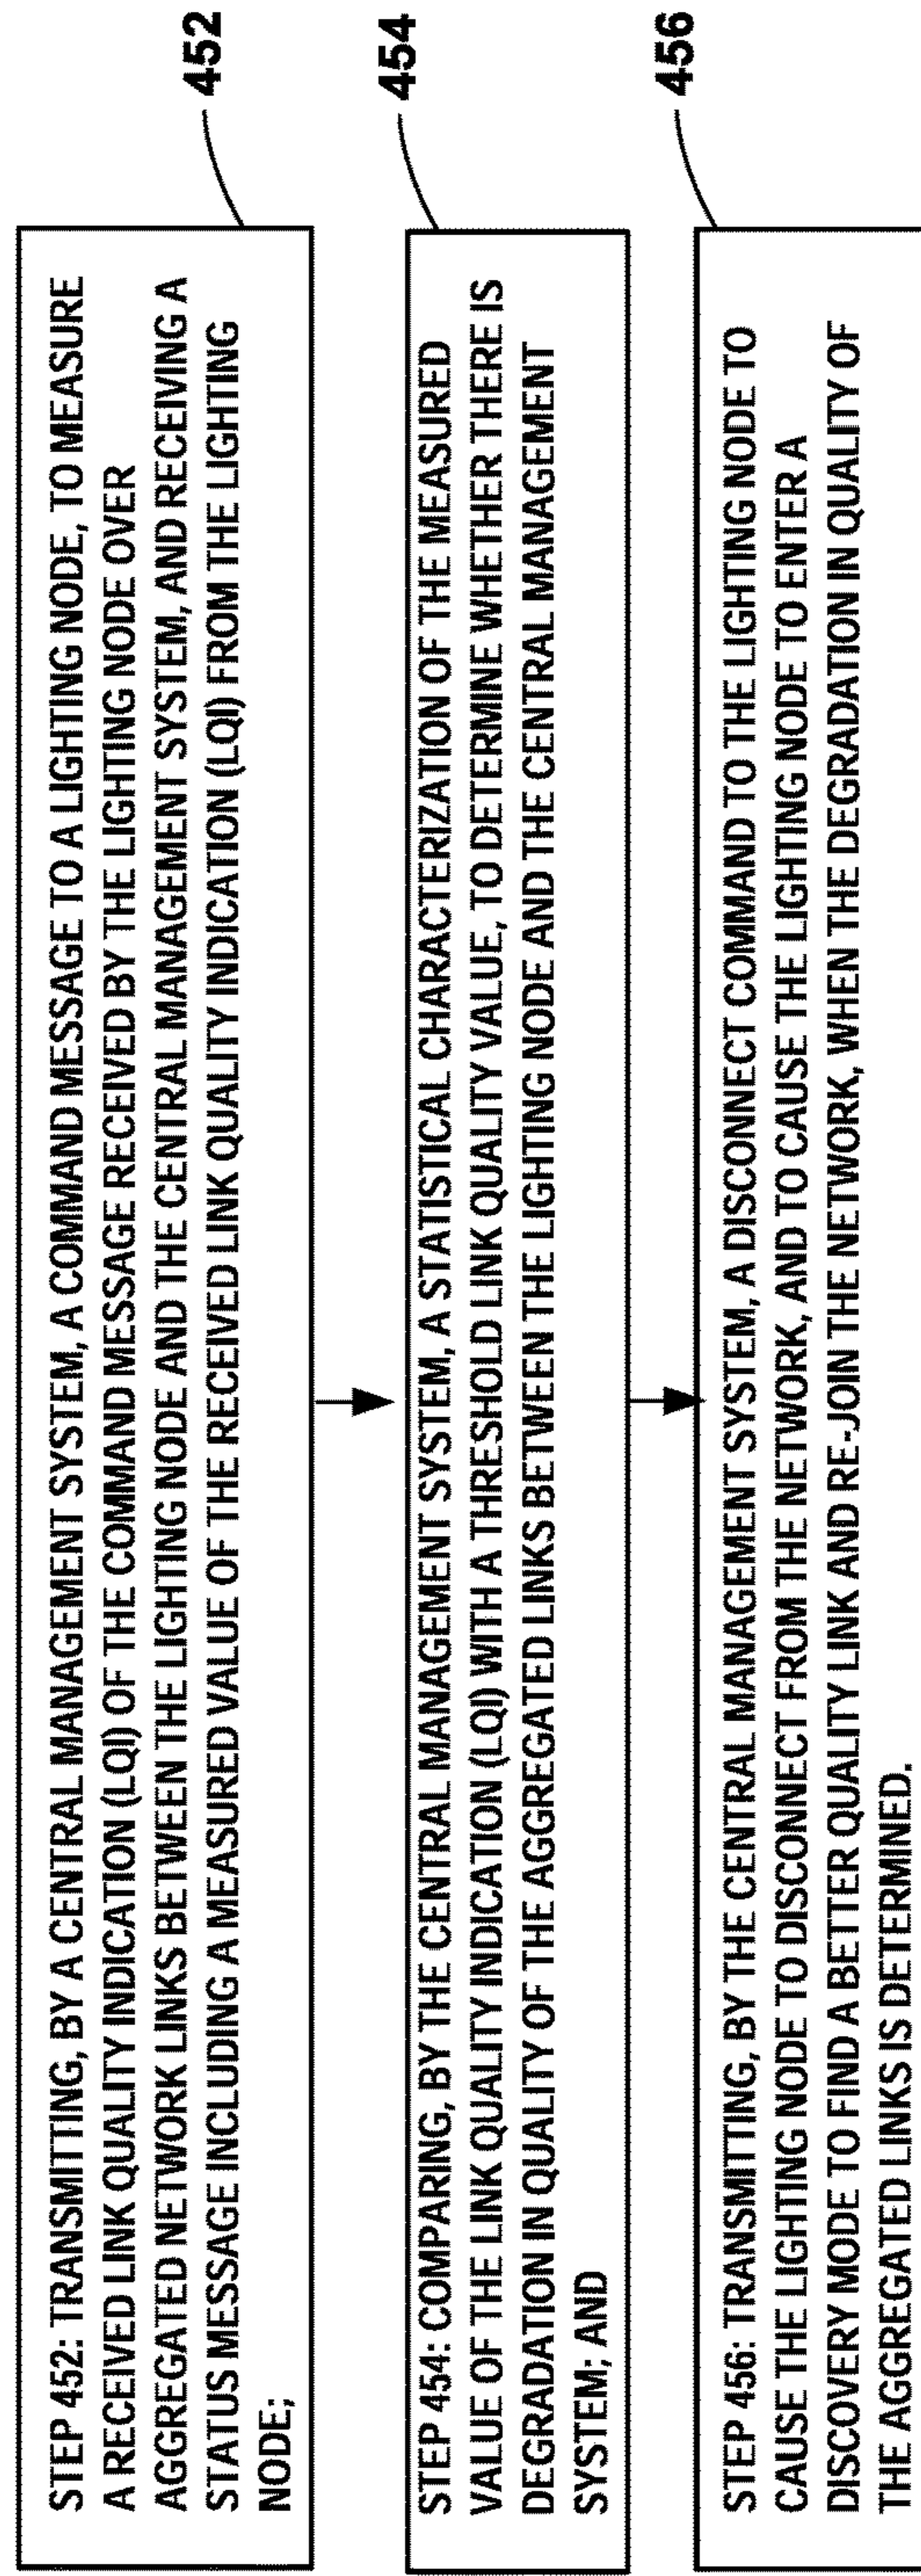 STEP 452: TRANSMITTING, BY A CENTRAL MANAGEMENT SYSTEM, A COMMAND MESSAGE TO A LIGHTING NODE, TO MEASURE
A RECEIVED LINK QUALITY INDICATION (LQI) OF THE COMMAND MESSAGE RECEIVED BY THE LIGHTING NODE OVER
AGGREGATED NETWORK LINKS BETWEEN THE LIGHTING NODE AND THE CENTRAL MANAGEMENT SYSTEM, AND RECEIVING A
STATUS MESSAGE INCLUDING A MEASURED VALUE OF THE RECEIVED LINK QUALITY INDICATION (LQI) FROM THE LIGHTING
NODE;
452
STEP 454: COMPARING, BY THE CENTRAL MANAGEMENT SYSTEM, A STATISTICAL CHARACTERIZATION OF THE MEASURED
VALUE OF THE LINK QUALITY INDICATION (LQI) WITH A THRESHOLD LINK QUALITY VALUE, TO DETERMINE WHETHER THERE IS
DEGRADATION IN QUALITY OF THE AGGREGATED LINKS BETWEEN THE LIGHTING NODE AND THE CENTRAL MANAGEMENT
SYSTEM; AND
454
STEP 456: TRANSMITTING, BY THE CENTRAL MANAGEMENT SYSTEM, A DISCONNECT COMMAND TO THE LIGHTING NODE TO
CAUSE THE LIGHTING NODE TO DISCONNECT FROM THE NETWORK, AND TO CAUSE THE LIGHTING NODE TO ENTER A
DISCOVERY MODE TO FIND A BETTER QUALITY LINK AND RE-JOIN THE NETWORK, WHEN THE DEGRADATION IN QUALITY OF
THE AGGREGATED LINKS IS DETERMINED.
456